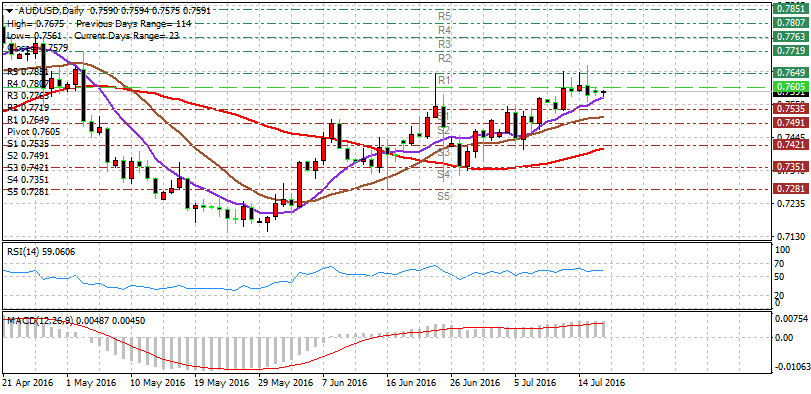 AUDUSD,Daily 0.7590 0.7594 0.7575 0.7591
High= 0.7675 Previous Days Range= 114
Low= 0.7561 Current Days Range= 23
0.7579
R4 0.7807
R2 0.7719
R1 0.7649
Pivot 0.7605
S1 0.7535
S2 0.7491
S3 0.7421
S4 0.7351
S5 0.7281
R5
R4
R3
R2
R1
S2
S3
S4
S5
0.7851
0.7807
0.7763
0.7719
0.7649
0.7605
0.7535
0.7491
0.7445
0.7421
0.7351
0.7281
0.7235
0.7130
RSI(14) 59.0606
100
70
50
20
0
MACD(12,26,9) 0.00487 0.00450
0.00754
0.00
-0.01063
21 Apr 2016 1 May 2016 10 May 2016 19 May 2016 29 May 2016 7 Jun 2016 16 Jun 2016 26 Jun 2016 5 Jul 2016 14 Jul 2016